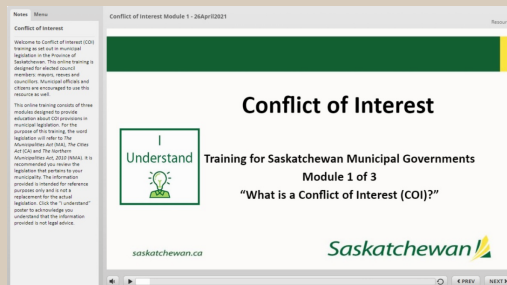 Notes Menu
Conflict of Interest Module 1 - 26April2021
Resour
Conflict of Interest
Welcome to Conflict of Interest (COI)
training as set out in municipal
legislation in the Province of
Saskatchewan. This online training is
designed for elected council
members: mayors, reeves and
councillors. Municipal officials and
citizens are encouraged to use this
resource as well.
This online training consists of three
modules designed to provide
education about COI provisions in
municipal legislation. For the
purpose of this training, the word
legislation will refer to The
Municipalities Act (MA), The Cities
Act (CA) and The Northern
Municipalities Act, 2010 (NMA). It is
recommended you review the
legislation that pertains to your
municipality. The information
provided is intended for reference
purposes only and is not a
replacement for the actual
legislation. Click the "I understand"
poster to acknowledge you
understand that the information
provided is not legal advice.
Conflict of Interest
I
Understand
Training for Saskatchewan Municipal Governments
Module 1 of 3
“What is a Conflict of Interest (COI)?”
saskatchewan.ca
Saskatchewan
PREV
NEXT